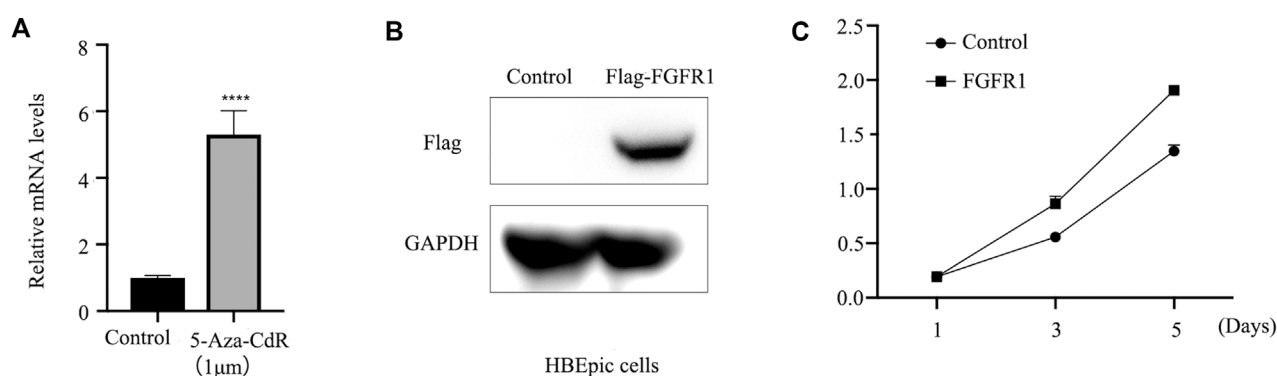 A
Relative mRNA levels
8
6
4
2
0
****
Control
5-Aza-CdR
(1μm)
B
Control Flag-FGFR1
Flag
GAPDH
HBEpic cells
C
2.5
2.0
1.5
1.0
0.5
0.0
Control
FGFR1
1 3 5 (Days)